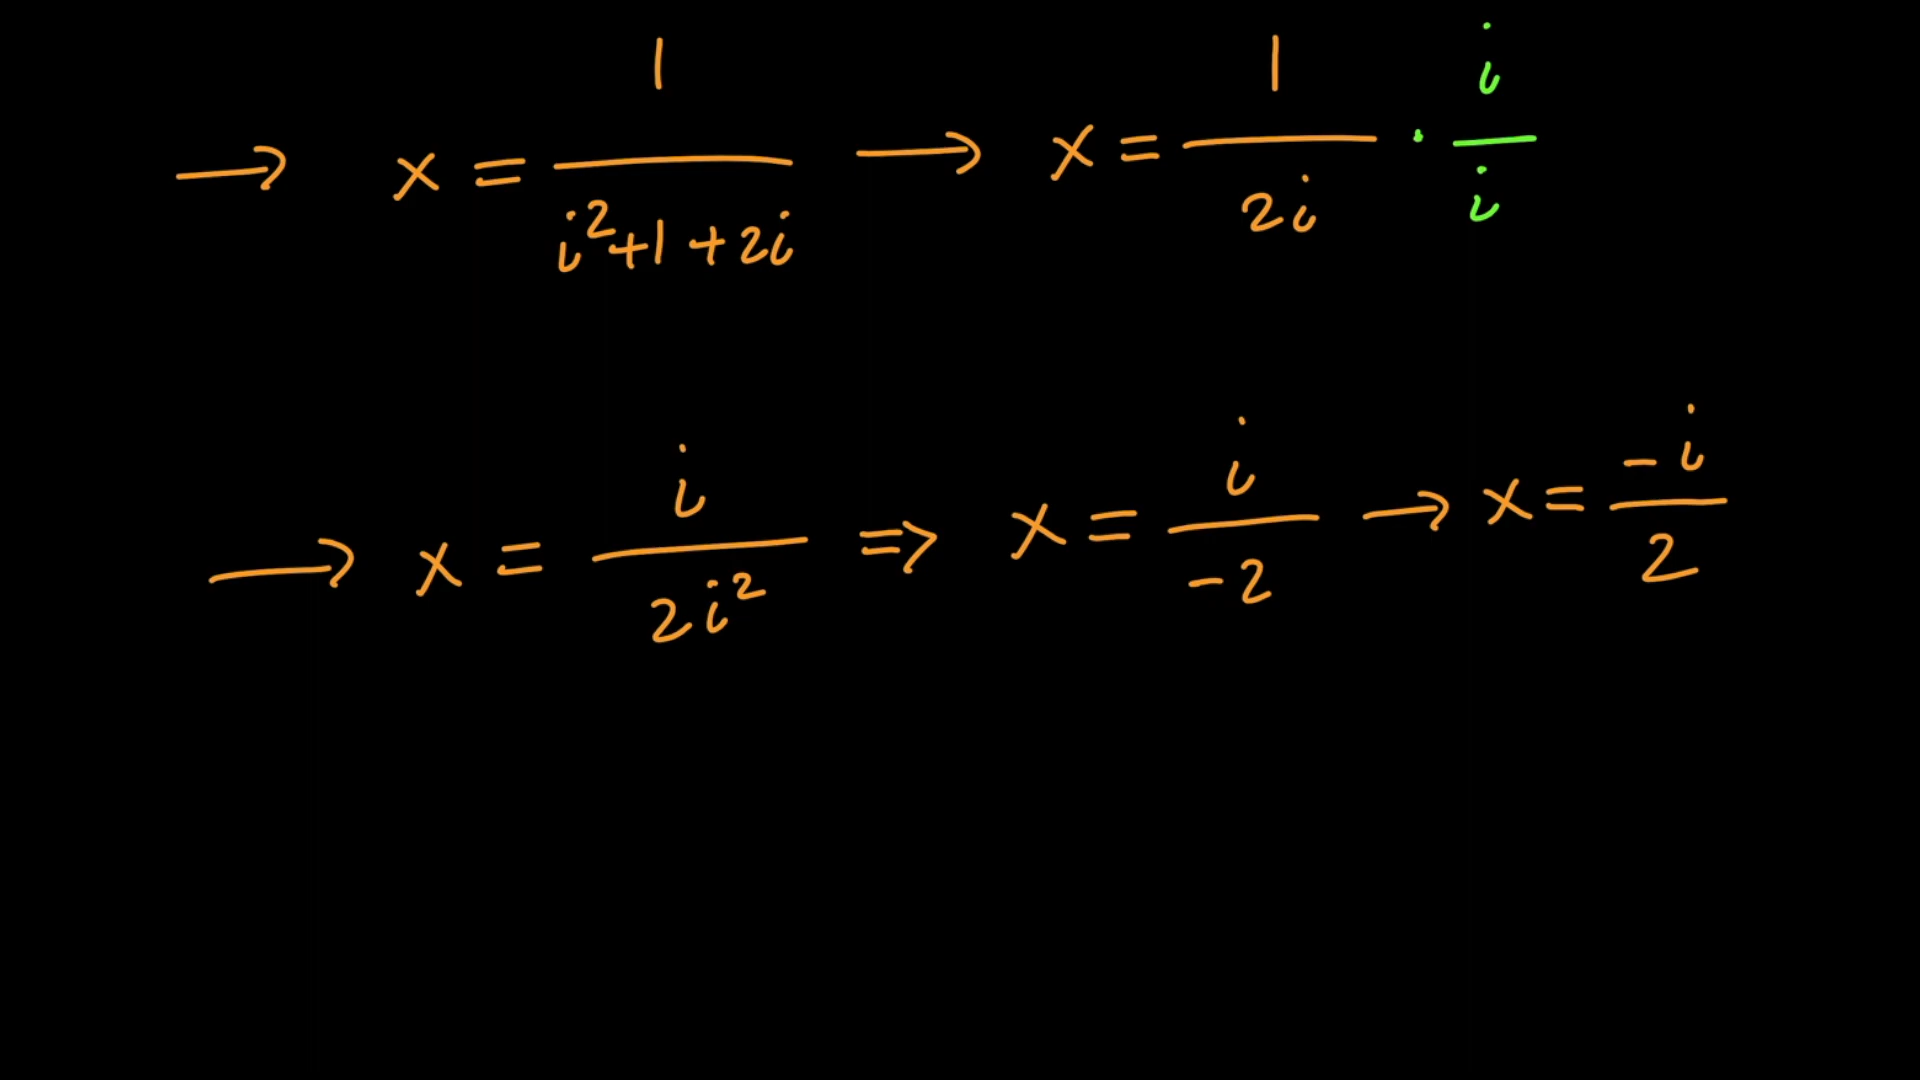 → x = 1/(i²+1+2i) → x = 1/(2i) · i/i
→ x = i/(2i²) ⇒ x = i/(-2) → x = -i/2